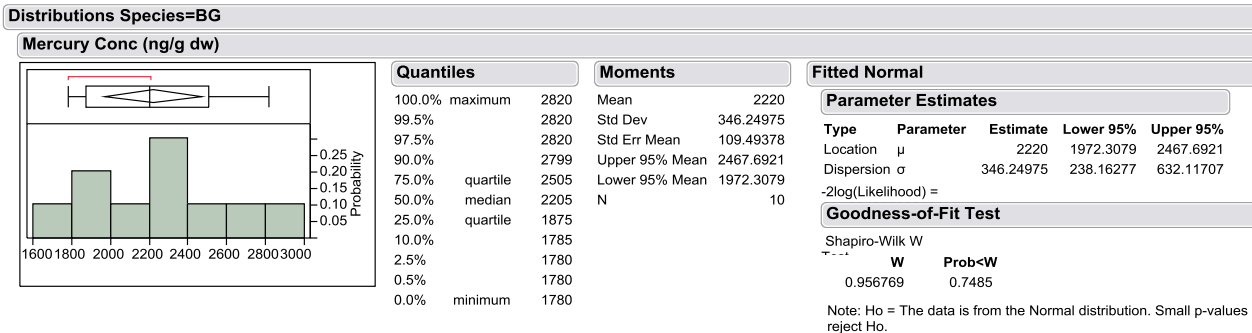 Distributions Species=BG
Mercury Conc (ng/g dw)
0.25
0.20
0.15
0.10
0.05
Probability
1600 1800 2000 2200 2400 2600 2800 3000
Quantiles
100.0% maximum 2820
99.5% 2820
97.5% 2820
90.0% 2799
75.0% quartile 2505
50.0% median 2205
25.0% quartile 1875
10.0% 1785
2.5% 1780
0.5% 1780
0.0% minimum 1780
Moments
Mean 2220
Std Dev 346.24975
Std Err Mean 109.49378
Upper 95% Mean 2467.6921
Lower 95% Mean 1972.3079
N 10
Fitted Normal
Parameter Estimates
Type Parameter Estimate Lower 95% Upper 95%
Location μ 2220 1972.3079 2467.6921
Dispersion σ 346.24975 238.16277 632.11707
-2log(Likelihood) =
Goodness-of-Fit Test
Shapiro-Wilk W
W Prob<W
0.956769 0.7485
Note: Ho = The data is from the Normal distribution. Small p-values
reject Ho.